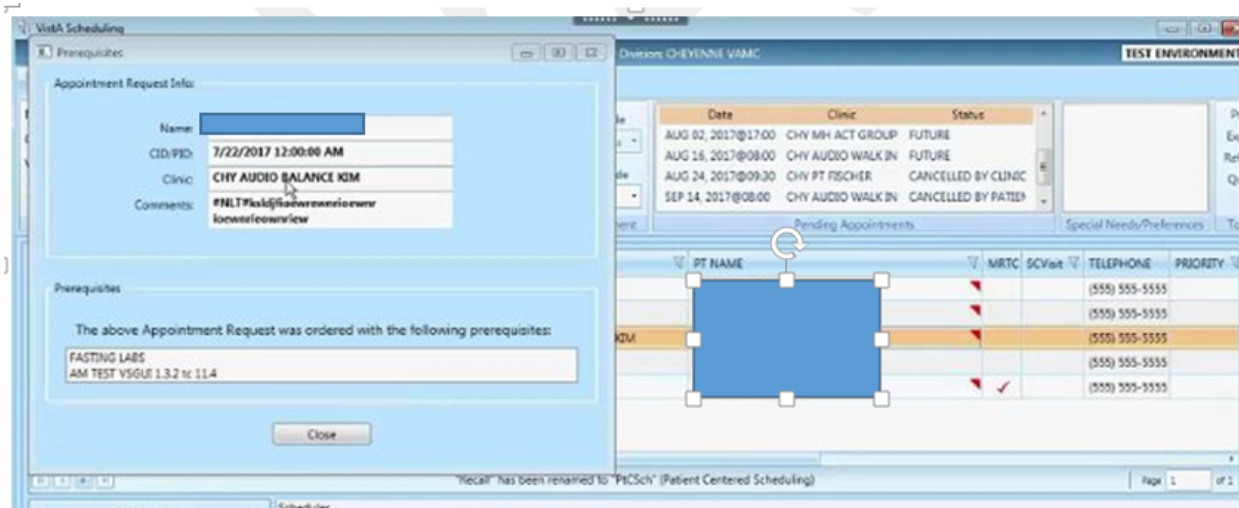 VistA Scheduling
Prerequisites
Division: CHEYENNE VAMC
TEST ENVIRONMENT
Appointment Request Info:
Name:
CID/PID: 7/22/2017 12:00:00 AM
Clinic: CHY AUDIO BALANCE KIM
Comments:
Date Clinic Status
AUG 02, 2017@17:00 CHY MH ACT GROUP FUTURE
AUG 16, 2017@08:00 CHY AUDIO WALK IN FUTURE
AUG 24, 2017@09:30 CHY PT FISCHER CANCELLED BY CLINIC
SEP 14, 2017@08:00 CHY AUDIO WALK IN CANCELLED BY PATIEN
Pending Appointments
Special Needs/Preferences
PT NAME MRTC SCVisit TELEPHONE PRIORITY
(555) 555-5555
(555) 555-5555
KIM (555) 555-5555
(555) 555-5555
(555) 555-5555
Prerequisites
The above Appointment Request was ordered with the following prerequisites:
FASTING LABS
AM TEST VSGUI 1.3.2 tc 11.4
Close
"Recall" has been renamed to "PtCSch" (Patient Centered Scheduling)
Page 1 of 1
Schedules